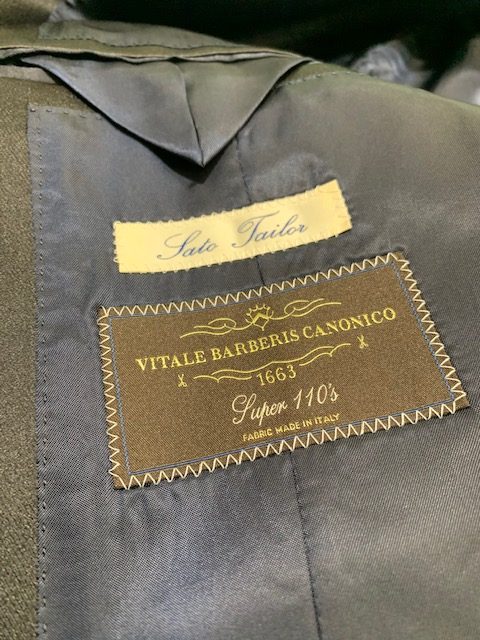 Sato Tailor
VITALE BARBERIS CANONICO
1663
Super 110's
FABRIC MADE IN ITALY